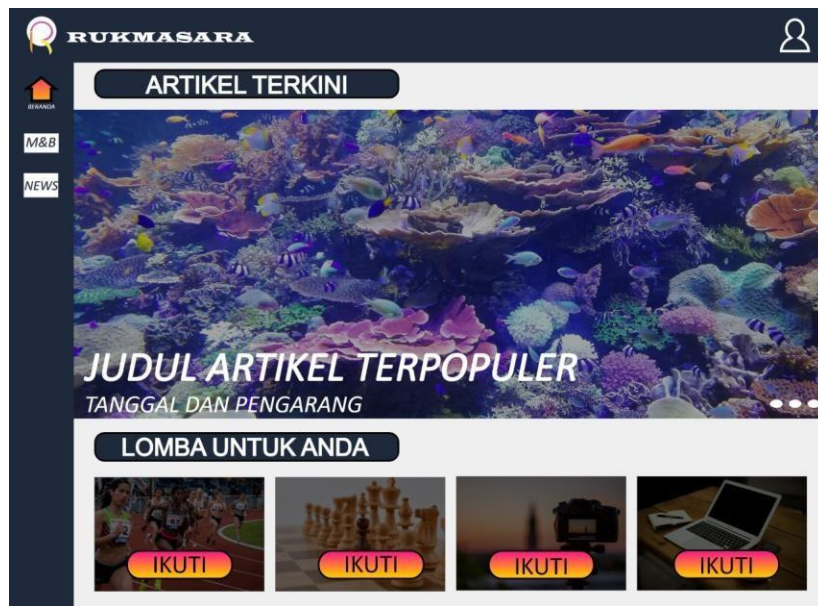 RUKMASARA
BERANDA
M&B
NEWS
ARTIKEL TERKINI
JUDUL ARTIKEL TERPOPULER
TANGGAL DAN PENGARANG
LOMBA UNTUK ANDA
IKUTI
IKUTI
IKUTI
IKUTI